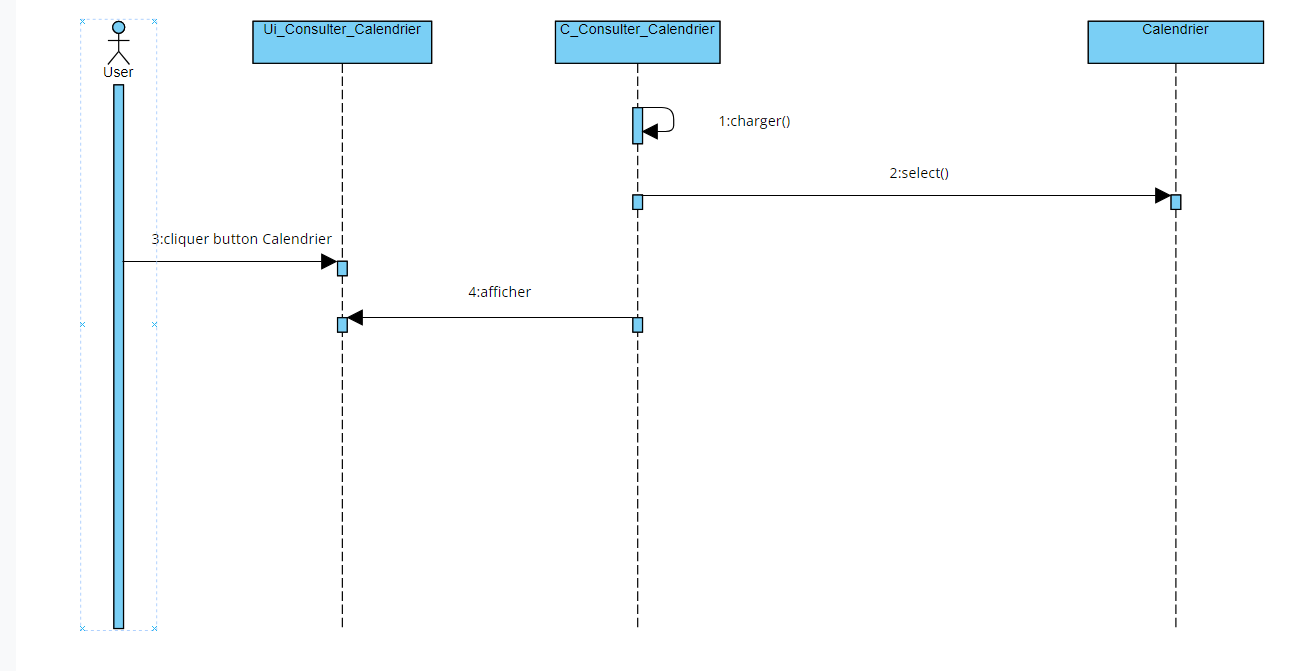 User
Ui_Consulter_Calendrier
C_Consulter_Calendrier
Calendrier
1:charger()
2:select()
3:cliquer button Calendrier
4:afficher